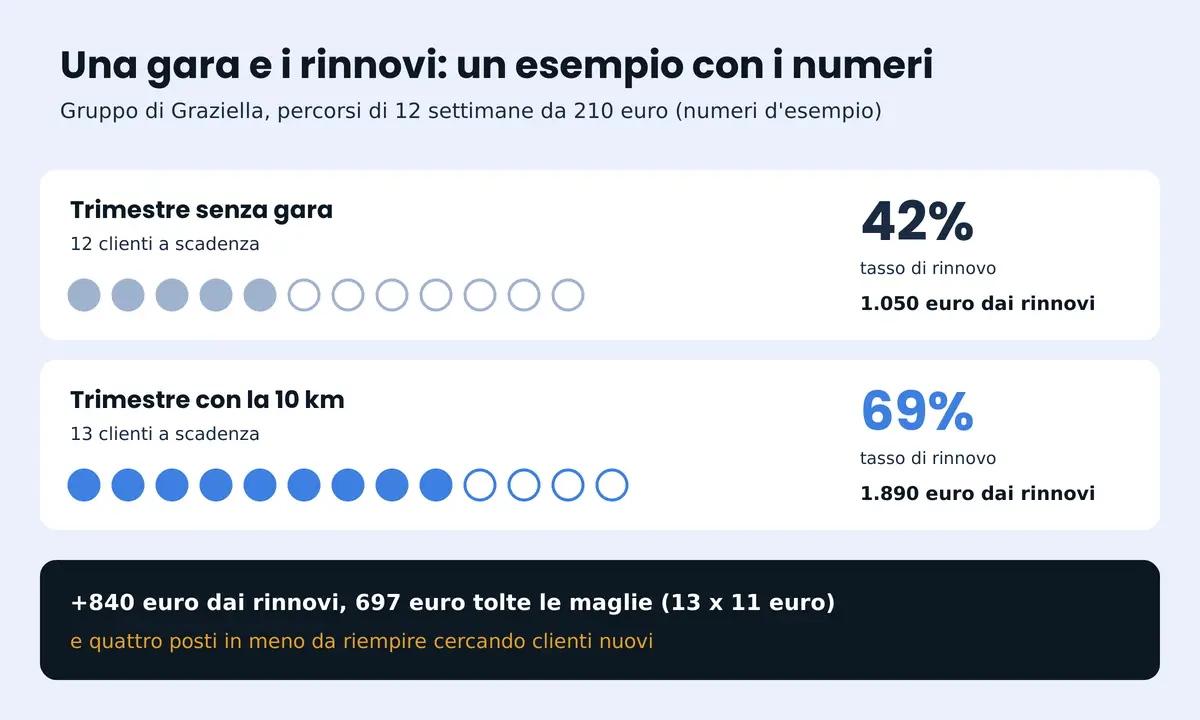 Una gara e i rinnovi: un esempio con i numeri
Gruppo di Graziella, percorsi di 12 settimane da 210 euro (numeri d'esempio)
Trimestre senza gara
12 clienti a scadenza
42%
tasso di rinnovo
1.050 euro dai rinnovi
Trimestre con la 10 km
13 clienti a scadenza
69%
tasso di rinnovo
1.890 euro dai rinnovi
+840 euro dai rinnovi, 697 euro tolte le maglie (13 x 11 euro)
e quattro posti in meno da riempire cercando clienti nuovi